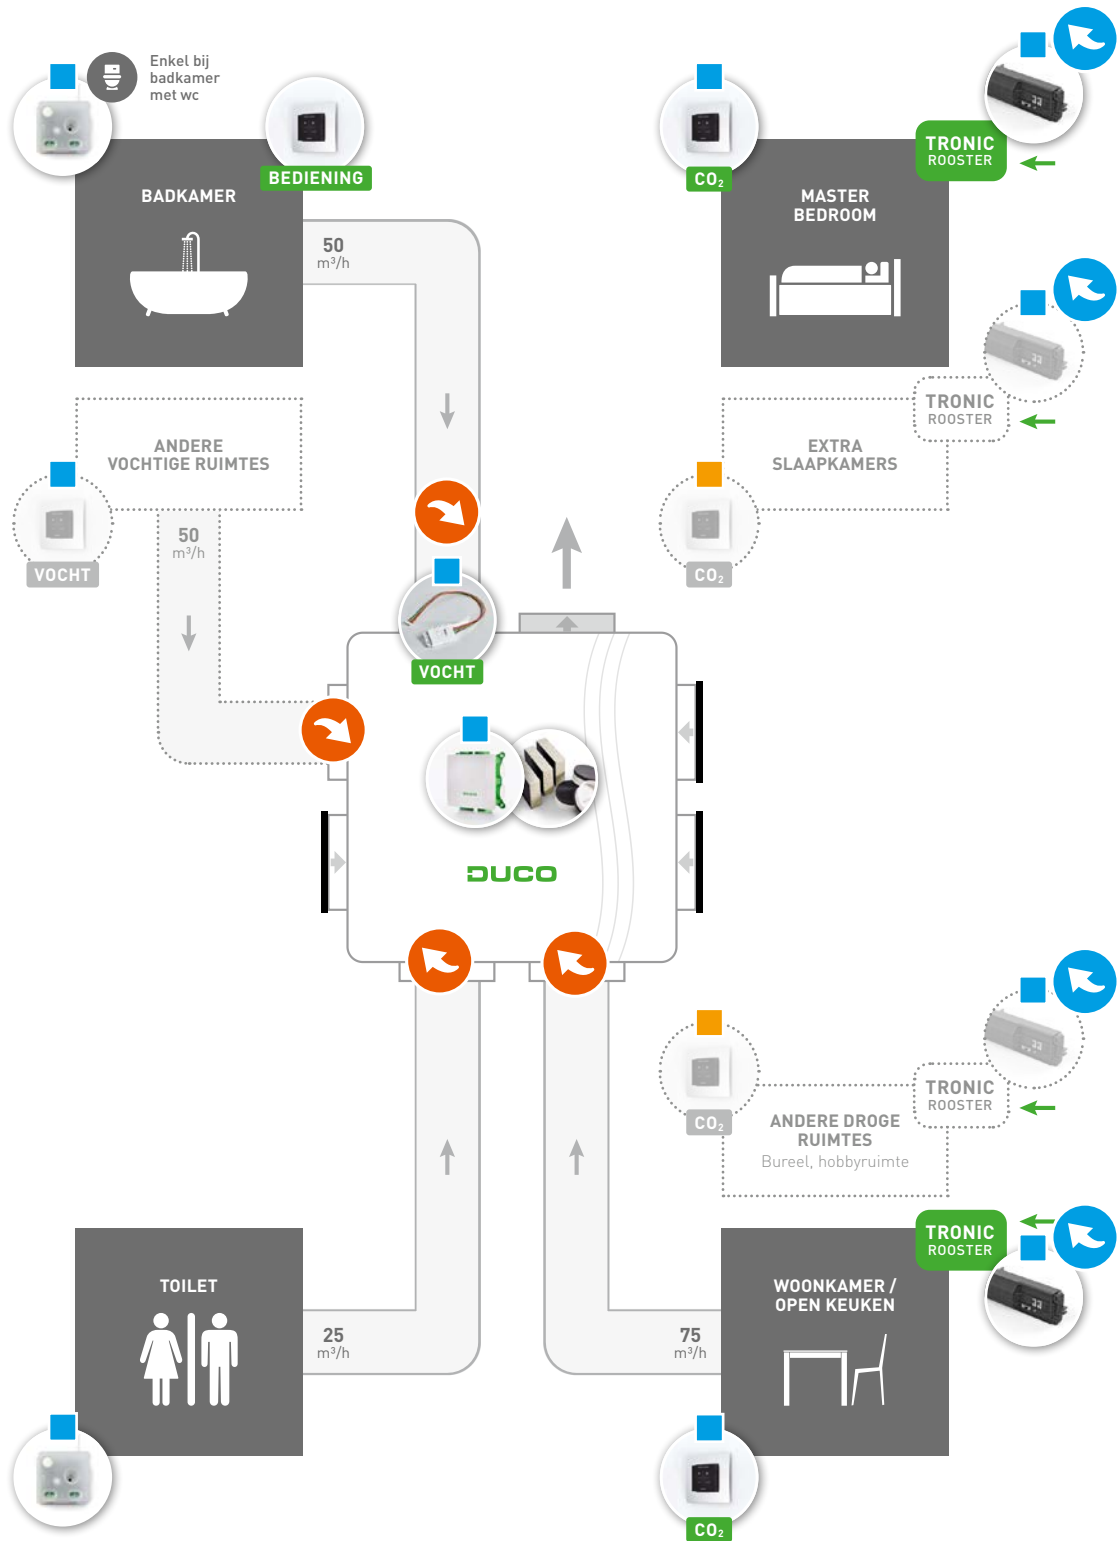 Enkel bij
badkamer
met wc
BEDIENING
BADKAMER
50
m³/h
CO₂
TRONIC
ROOSTER
MASTER
BEDROOM
ANDERE
VOCHTIGE RUIMTES
50
m³/h
VOCHT
TRONIC
ROOSTER
EXTRA
SLAAPKAMERS
CO₂
VOCHT
DUCO
CO₂
TRONIC
ROOSTER
ANDERE DROGE
RUIMTES
Bureel, hobbyruimte
TOILET
25
m³/h
75
m³/h
TRONIC
ROOSTER
WOONKAMER /
OPEN KEUKEN
CO₂